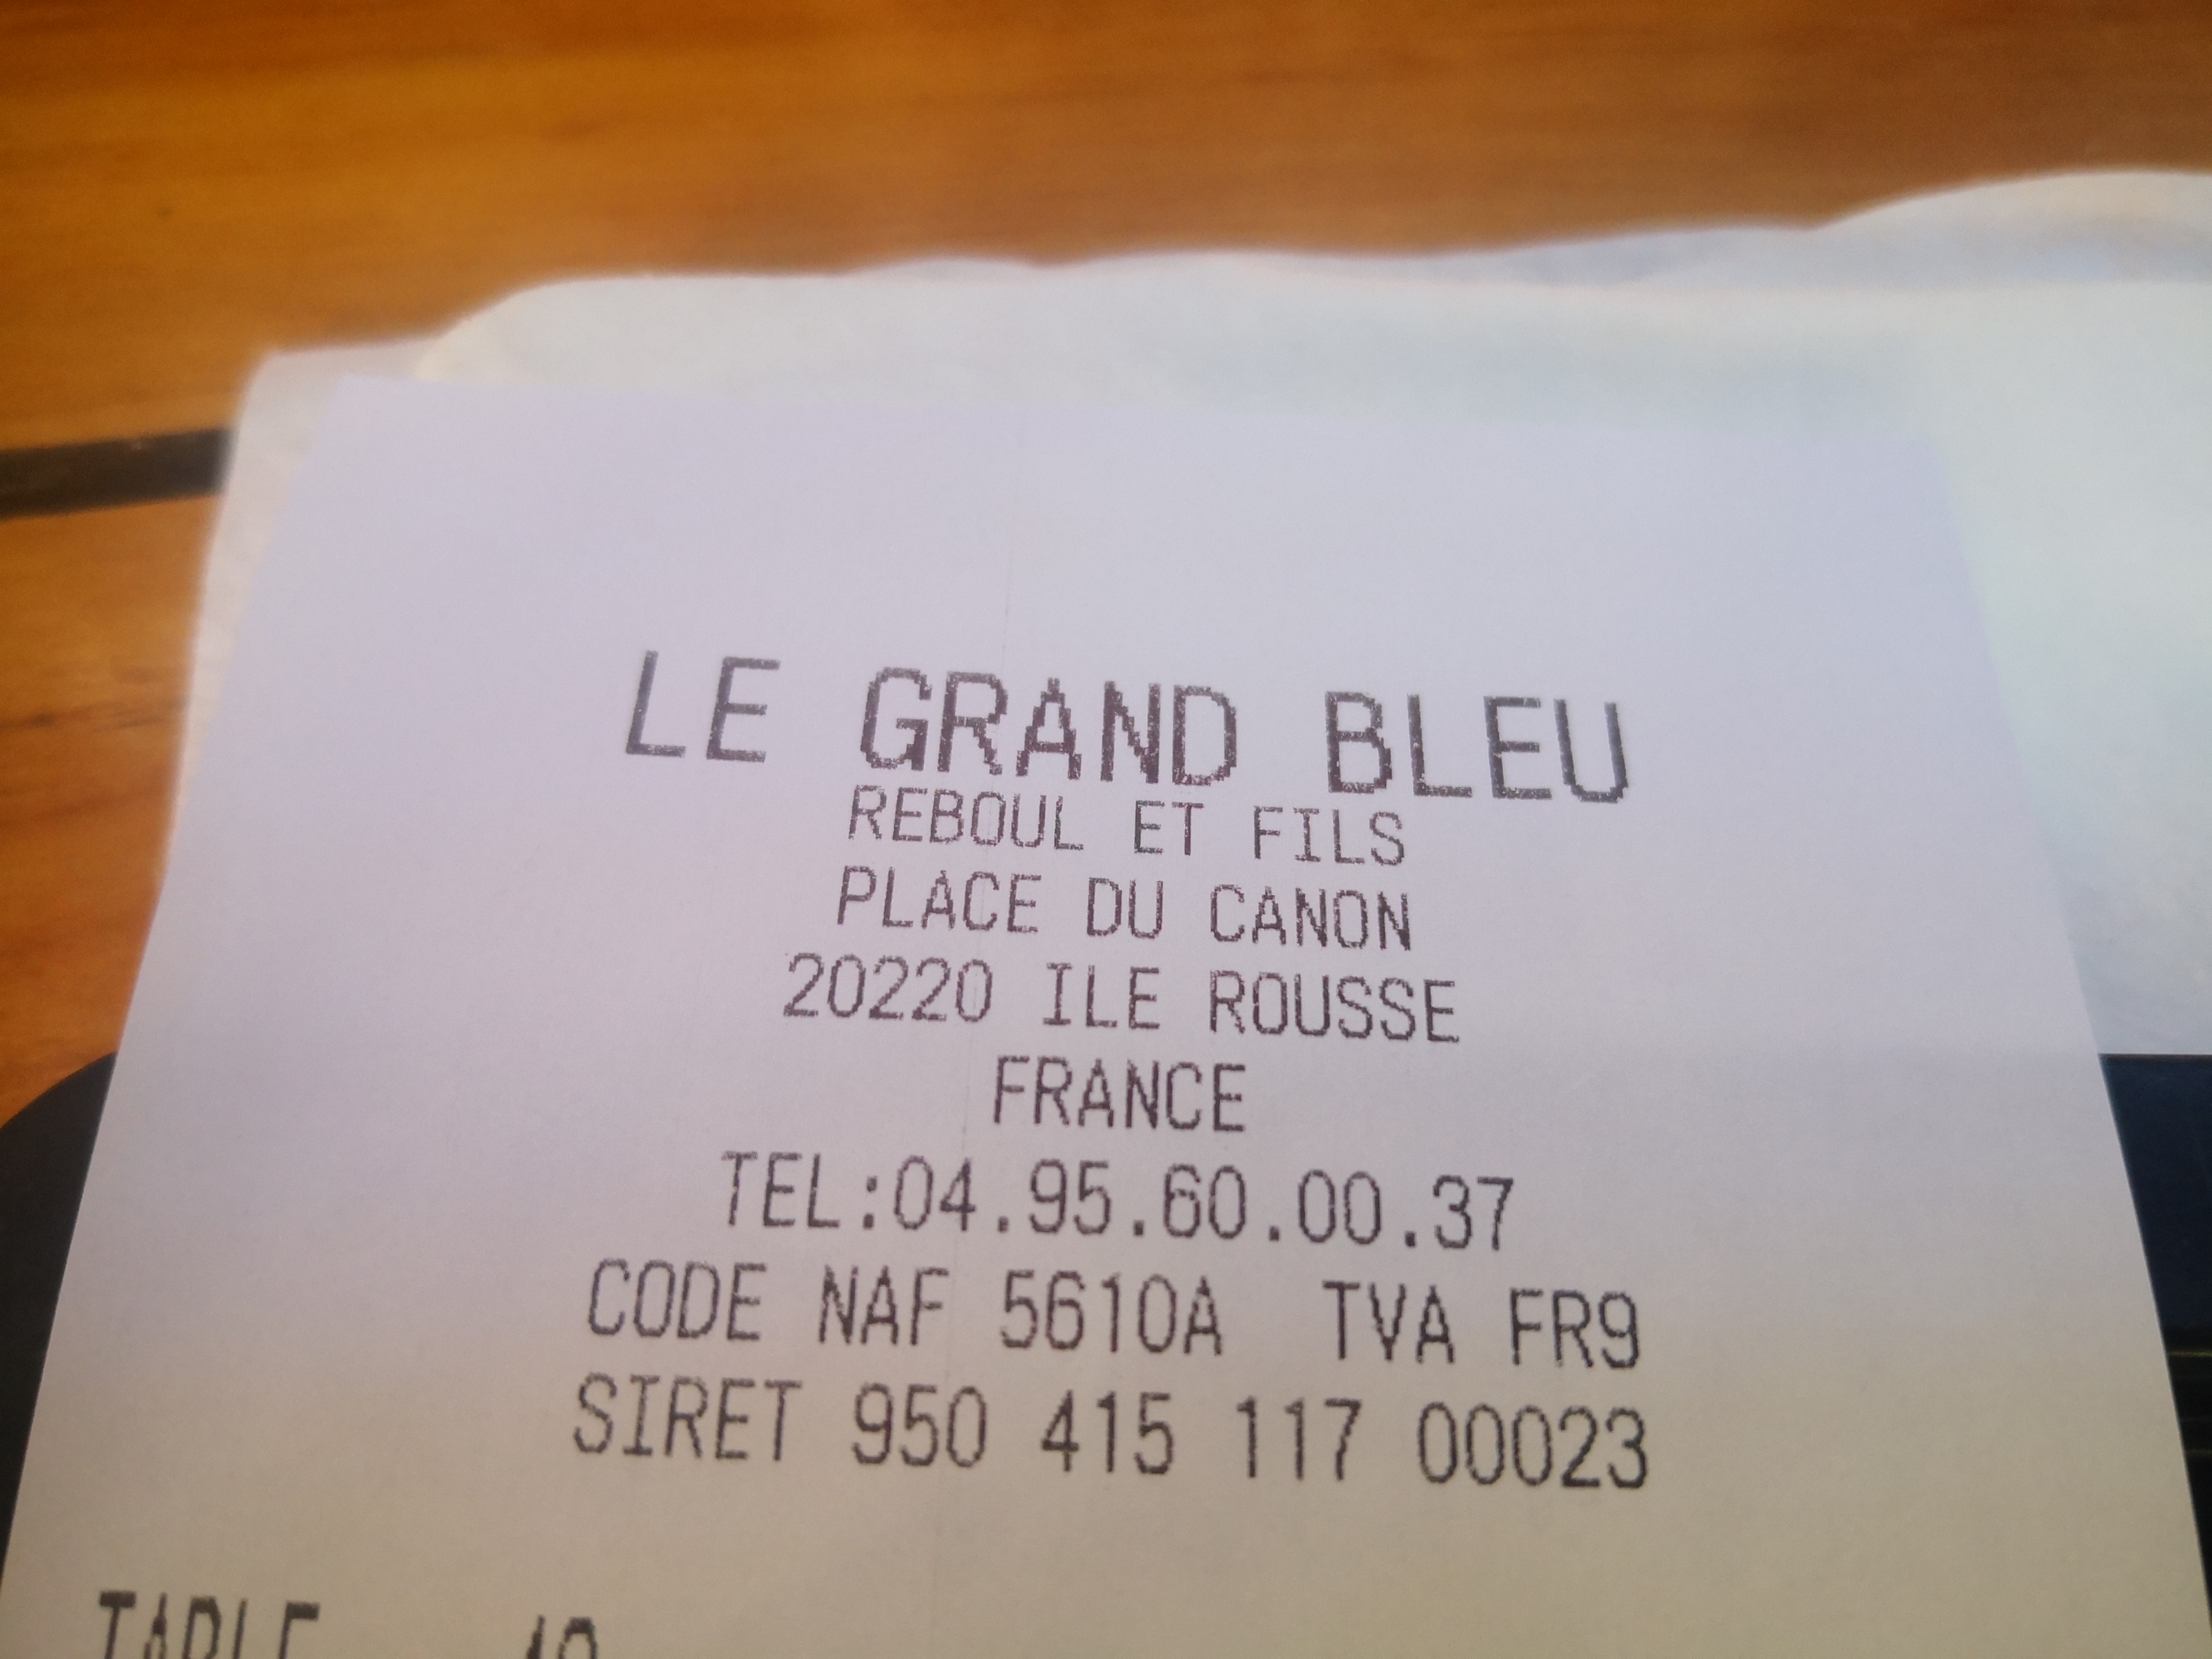 LE GRAND BLEU
REBOUL ET FILS
PLACE DU CANON
20220 ILE ROUSSE
FRANCE
TEL:04.95.60.00.37
CODE NAF 5610A  TVA FR9
SIRET 950 415 117 00023
TABLE